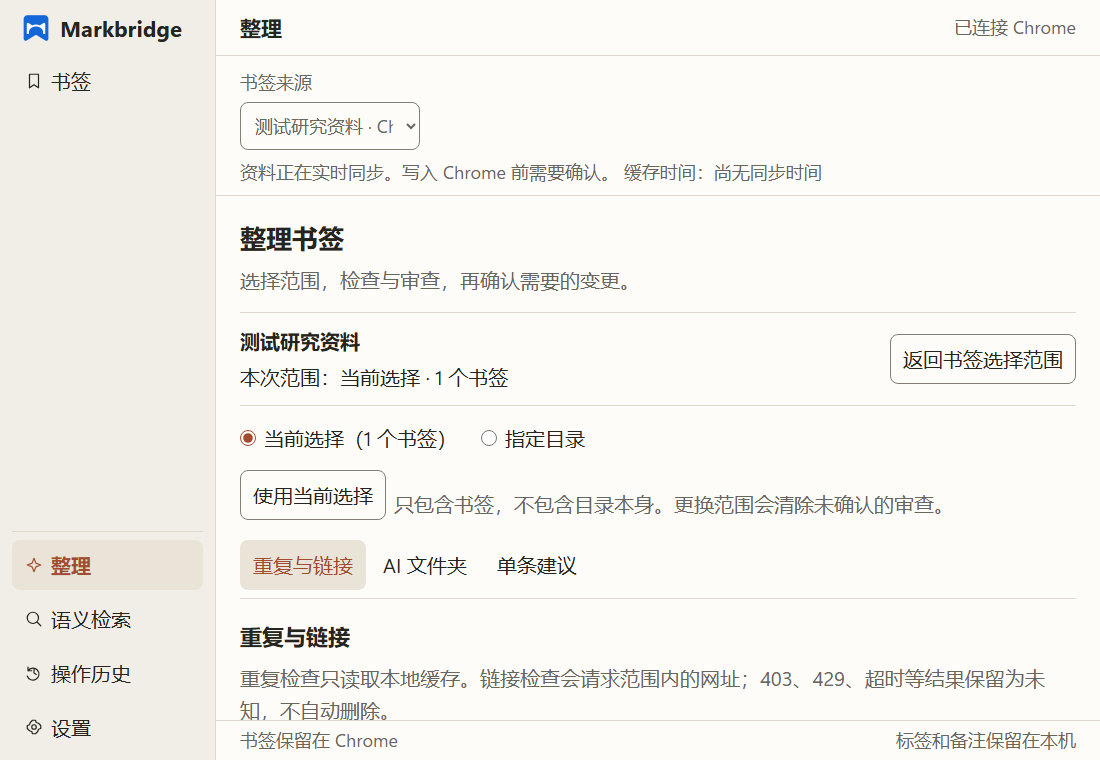 Markbridge
书签
整理
语义检索
操作历史
设置
整理
已连接 Chrome
书签来源
测试研究资料 · Ch
资料正在实时同步。写入 Chrome 前需要确认。 缓存时间：尚无同步时间
整理书签
选择范围，检查与审查，再确认需要的变更。
测试研究资料
本次范围：当前选择 · 1 个书签
返回书签选择范围
当前选择（1 个书签）
指定目录
使用当前选择
只包含书签，不包含目录本身。更换范围会清除未确认的审查。
重复与链接
AI 文件夹
单条建议
重复与链接
重复检查只读取本地缓存。链接检查会请求范围内的网址；403、429、超时等结果保留为未
知，不自动删除。
书签保留在 Chrome
标签和备注保留在本机